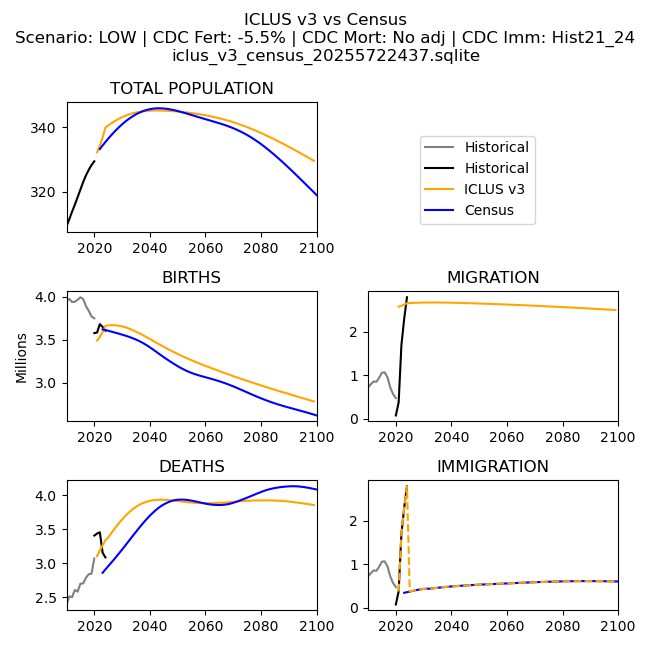 ICLUS v3 vs Census
Scenario: LOW | CDC Fert: -5.5% | CDC Mort: No adj | CDC Imm: Hist21_24
iclus_v3_census_20255722437.sqlite
TOTAL POPULATION
340
320
2020 2040 2060 2080 2100
Historical
Historical
ICLUS v3
Census
BIRTHS
Millions
4.0
3.5
3.0
2020 2040 2060 2080 2100
MIGRATION
2
1
0
2020 2040 2060 2080 2100
DEATHS
4.0
3.5
3.0
2.5
2020 2040 2060 2080 2100
IMMIGRATION
2
1
0
2020 2040 2060 2080 2100